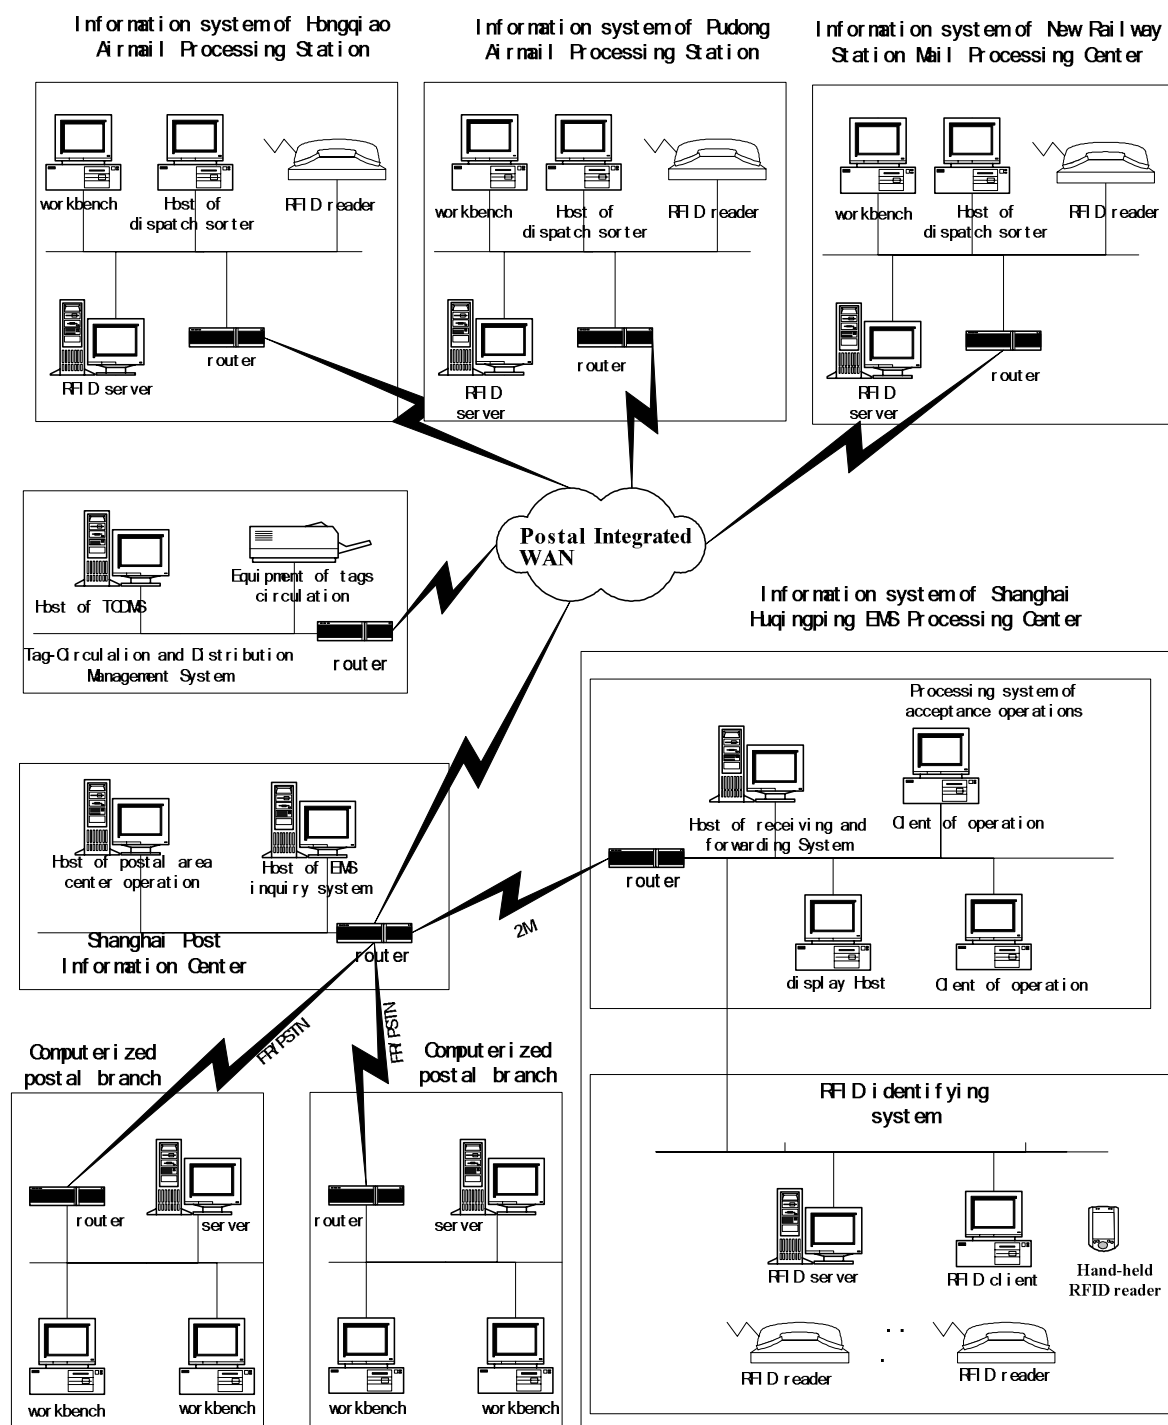 Information system of Hongqiao
Airmail Processing Station
Information system of Pudong
Airmail Processing Station
Information system of New Railway
Station Mail Processing Center
workbench
Host of
dispatch sorter
RFID reader
RFID server
router
workbench
Host of
dispatch sorter
RFID reader
RFID
server
router
workbench
Host of
dispatch sorter
RFID reader
RFID
server
router
Postal Integrated
WAN
Host of TCDMS
Equipment of tags
circulation
Tag-Circulalion and Distribution
Management System
router
Information system of Shanghai
Huqingping EMS Processing Center
Processing system of
acceptance operations
Host of receiving and
forwarding System
Client of operation
router
display Host
Client of operation
Host of postal area
center operation
Host of EMS
inquiry system
Shanghai Post
Information Center
router
2M
FR/PSTN
FR/PSTN
Computerized
postal branch
router
server
workbench
workbench
Computerized
postal branch
router
server
workbench
workbench
RFID identifying
system
RFID server
RFID client
Hand-held
RFID reader
RFID reader
RFID reader